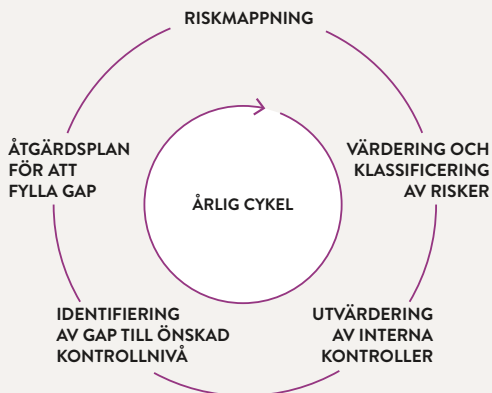 RISKMAPPNING
VÄRDERING OCH
KLASSIFICERING
AV RISKER
UTVÄRDERING
AV INTERNA
KONTROLLER
IDENTIFIERING
AV GAP TILL ÖNSKAD
KONTROLLNIVÅ
ÅTGÄRDSPLAN
FÖR ATT
FYLLA GAP
ÅRLIG CYKEL